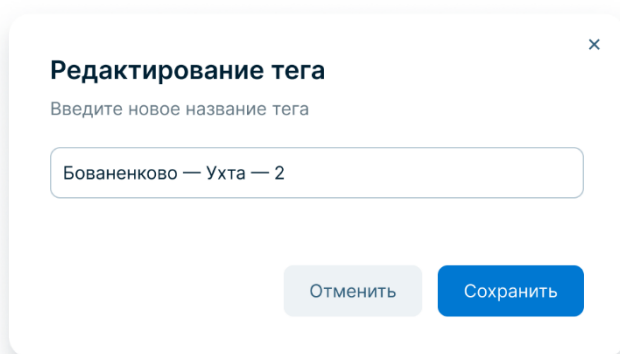 ×
Редактирование тега
Введите новое название тега
Бованенково — Ухта — 2
Отменить Сохранить